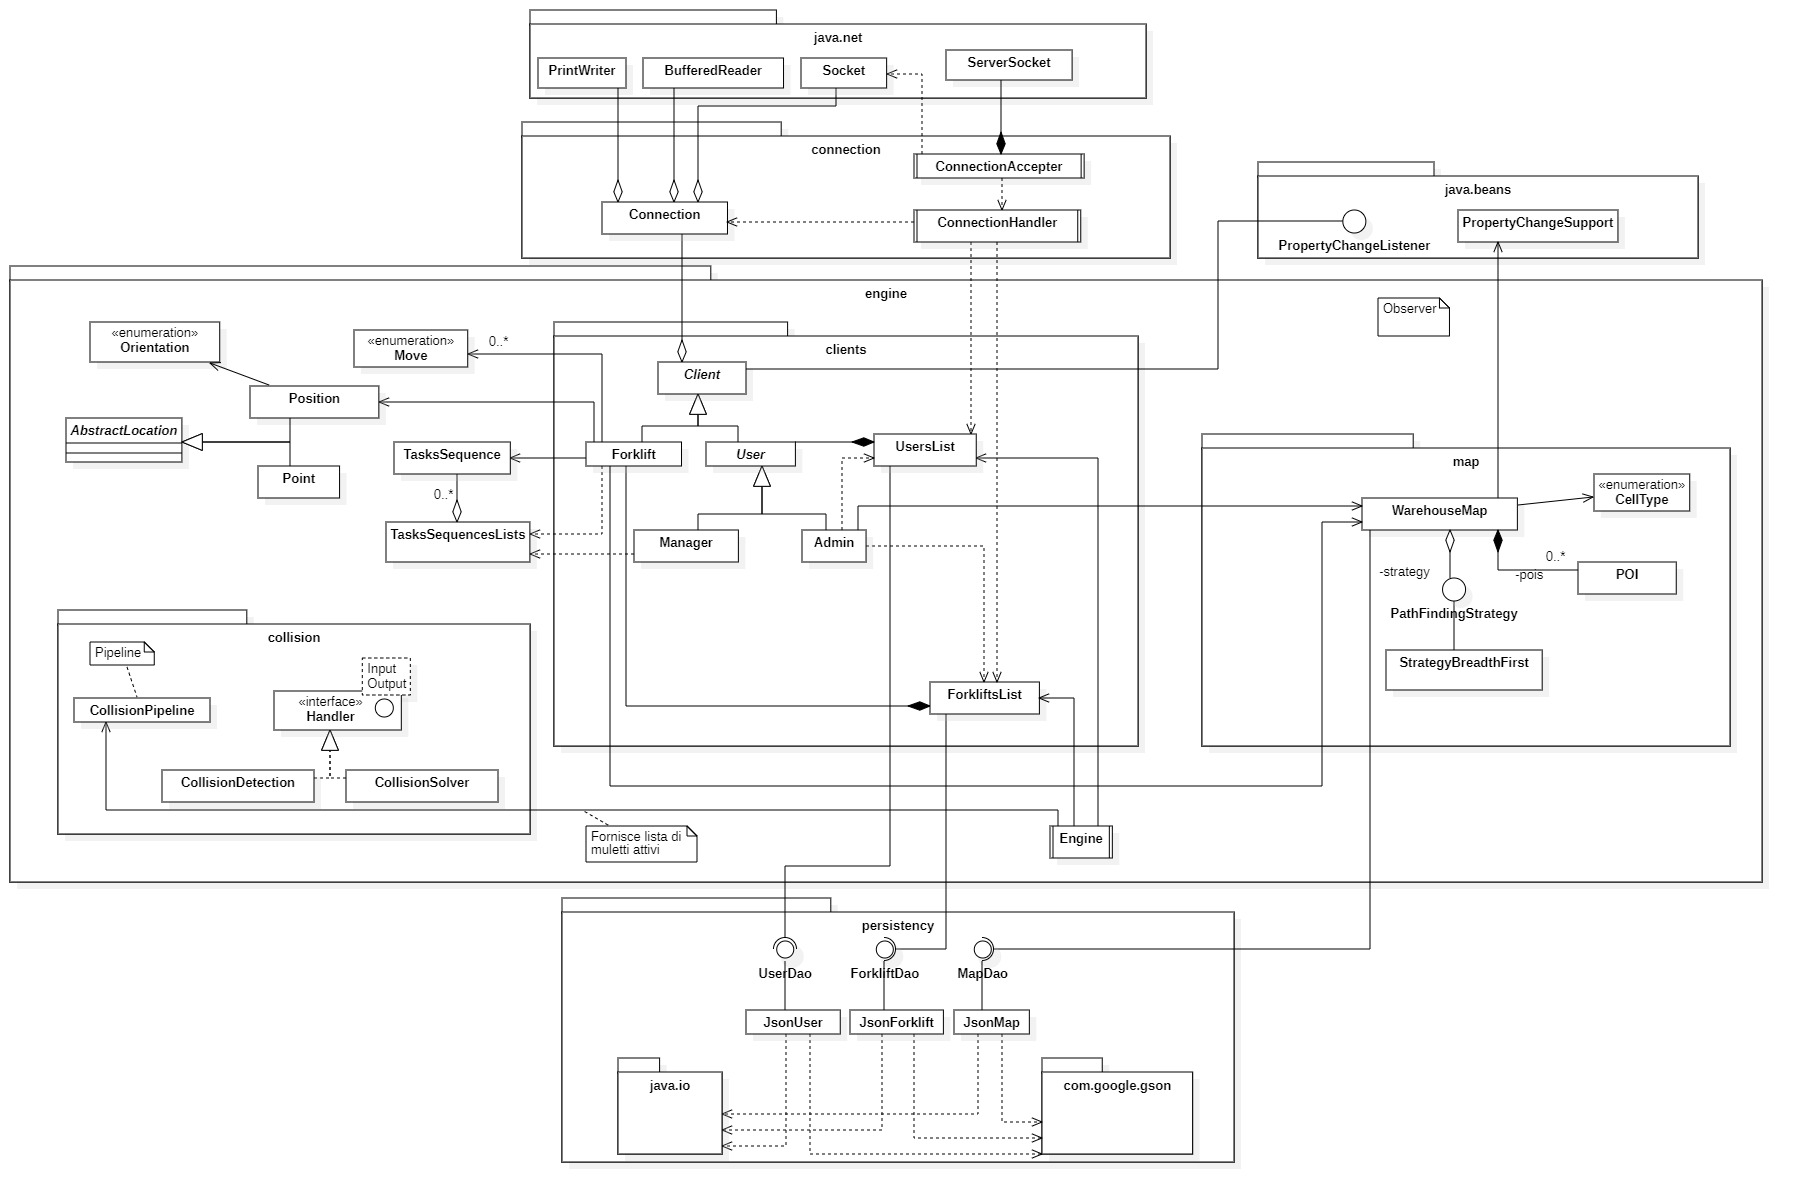 java.net
PrintWriter
BufferedReader
Socket
ServerSocket
connection
ConnectionAccepter
Connection
ConnectionHandler
java.beans
PropertyChangeListener
PropertyChangeSupport
engine
Observer
«enumeration»
Orientation
«enumeration»
Move
0..*
Position
AbstractLocation
Point
TasksSequence
0..*
TasksSequencesLists
clients
Client
Forklift
User
UsersList
Manager
Admin
ForkliftsList
map
WarehouseMap
«enumeration»
CellType
-strategy
0..*
-pois
POI
PathFindingStrategy
StrategyBreadthFirst
collision
Pipeline
CollisionPipeline
Input
Output
«interface»
Handler
CollisionDetection
CollisionSolver
Fornisce lista di
muletti attivi
Engine
persistency
UserDao
ForkliftDao
MapDao
JsonUser
JsonForklift
JsonMap
java.io
com.google.gson